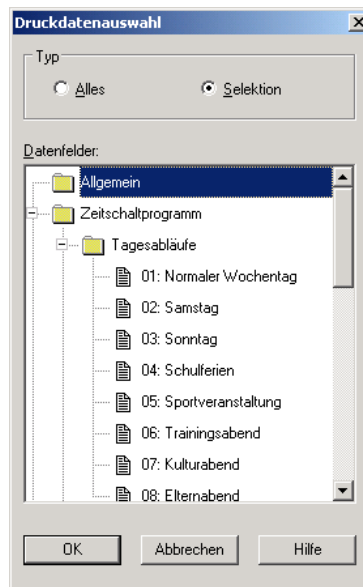 Druckdatenauswahl
Typ
Alles
Selektion
Datenfelder:
Allgemein
Zeitschaltprogramm
Tagesabläufe
01: Normaler Wochentag
02: Samstag
03: Sonntag
04: Schulferien
05: Sportveranstaltung
06: Trainingsabend
07: Kulturabend
08: Elternabend
OK
Abbrechen
Hilfe